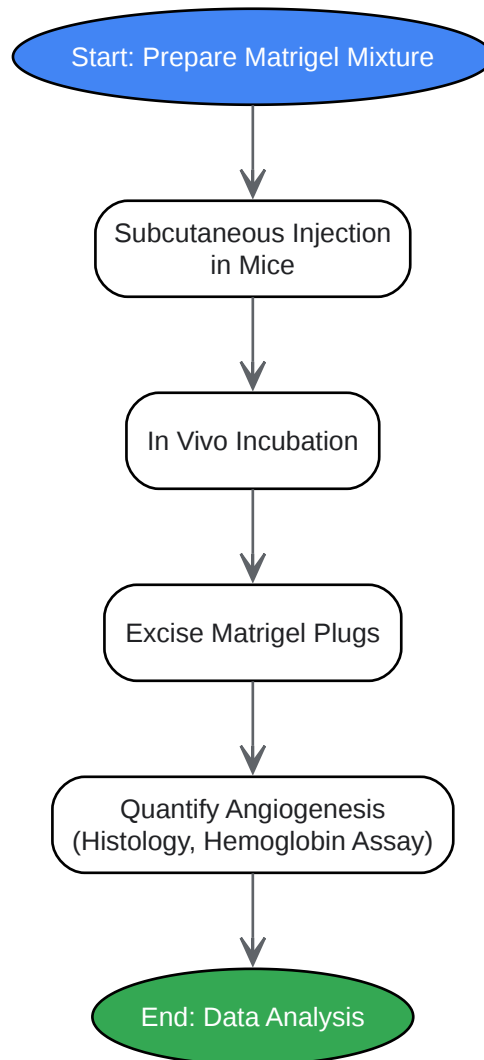 Start: Prepare Matrigel Mixture
Subcutaneous Injection
in Mice
In Vivo Incubation
Excise Matrigel Plugs
Quantify Angiogenesis
(Histology, Hemoglobin Assay)
End: Data Analysis